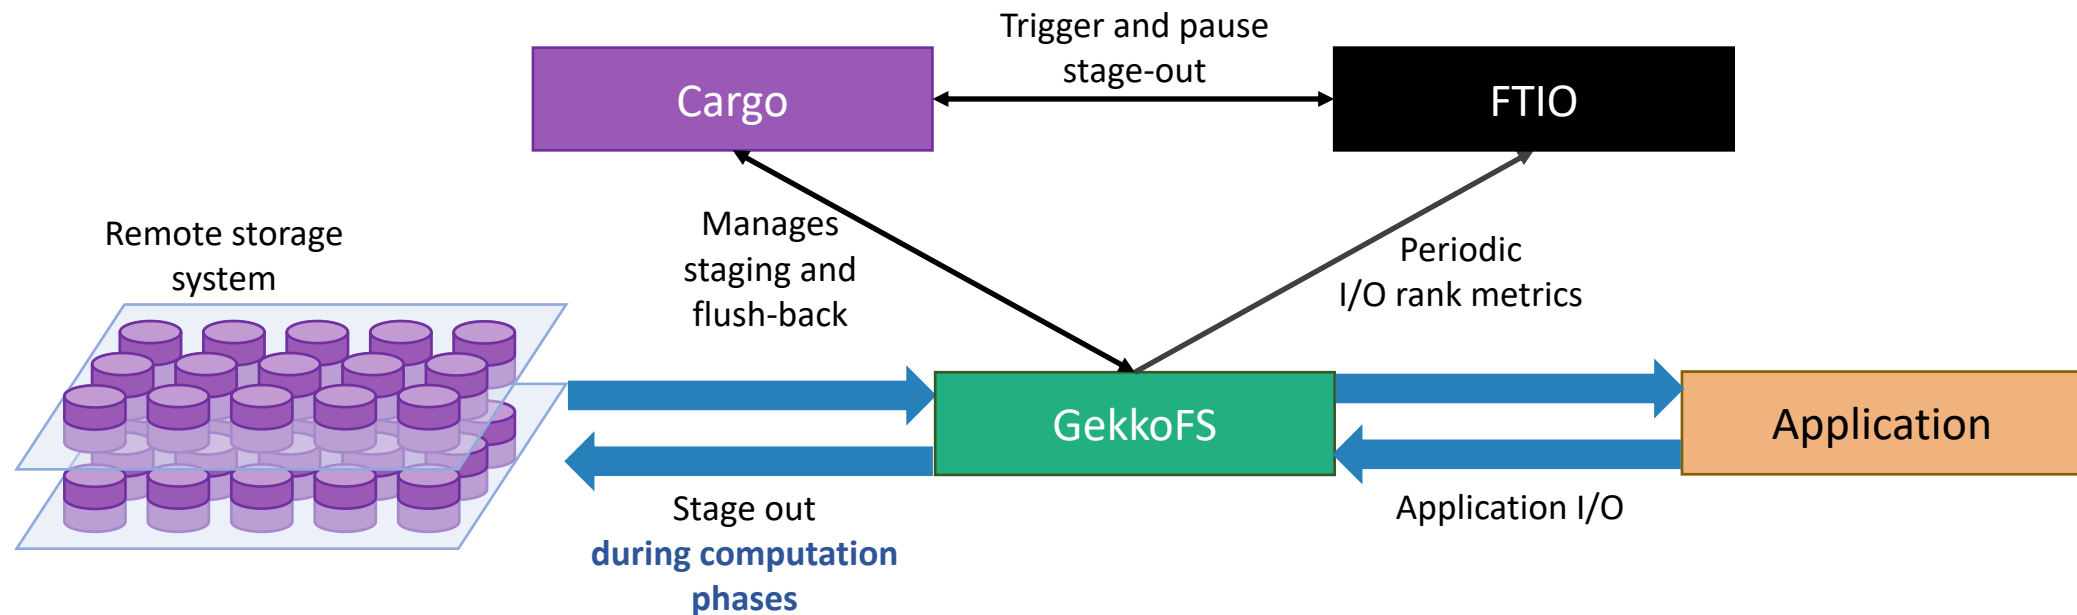 Trigger and pause
stage-out
Cargo
FTIO
Manages
staging and
flush-back
Periodic
I/O rank metrics
Remote storage
system
GekkoFS
Application
Stage out
during computation
phases
Application I/O